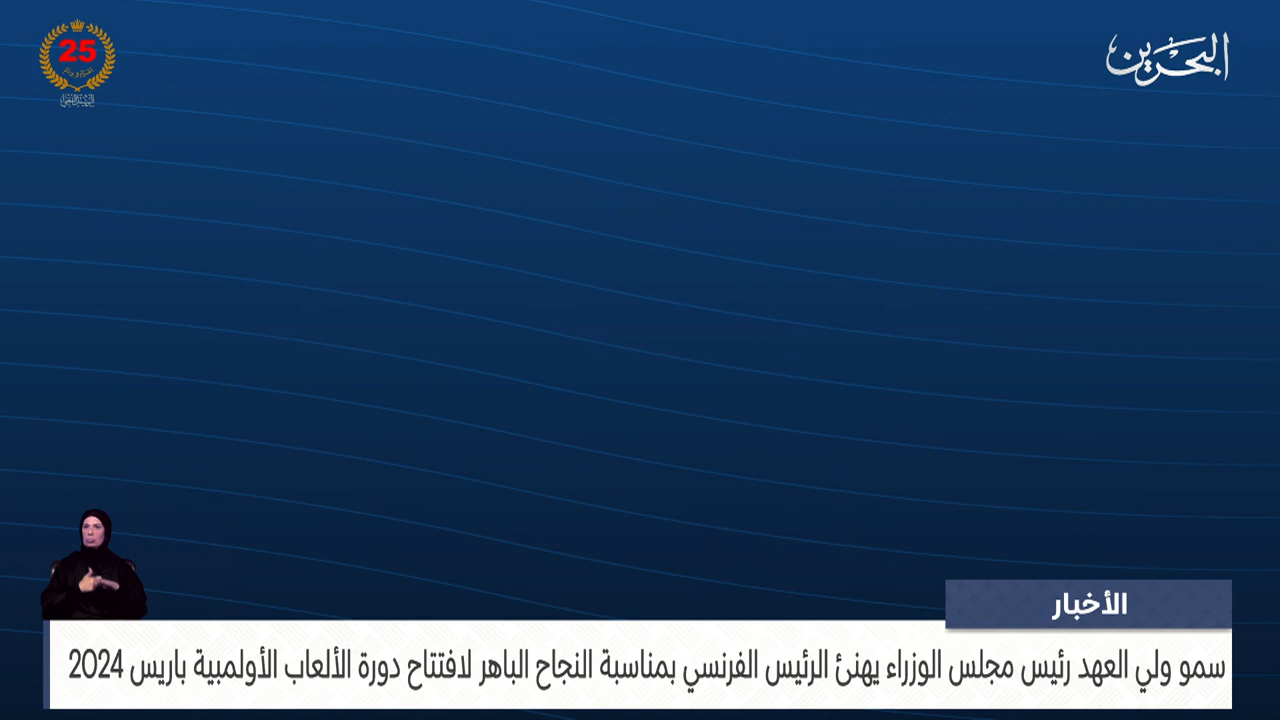 البحرين
25
الأخبار
سمو ولي العهد رئيس مجلس الوزراء يهنئ الرئيس الفرنسي بمناسبة النجاح الباهر لافتتاح دورة الألعاب الأولمبية باريس 2024